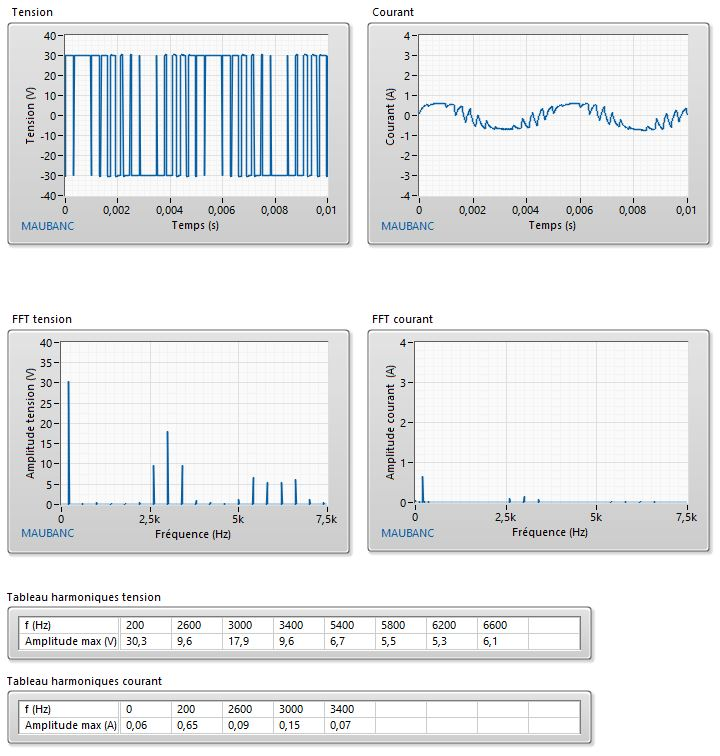 Tension
Courant
40
30
20
10
0
-10
-20
-30
-40
Tension (V)
0
0,002
0,004
0,006
0,008
0,01
Temps (s)
MAUBANC
4
3
2
1
0
-1
-2
-3
-4
Courant (A)
0
0,002
0,004
0,006
0,008
0,01
Temps (s)
MAUBANC
FFT tension
FFT courant
40
35
30
25
20
15
10
5
0
Amplitude tension (V)
0
2,5k
5k
7,5k
Fréquence (Hz)
MAUBANC
4
3
2
1
0
Amplitude courant (A)
0
2,5k
5k
7,5k
Fréquence (Hz)
MAUBANC
Tableau harmoniques tension
f (Hz) 200 2600 3000 3400 5400 5800 6200 6600
Amplitude max (V) 30,3 9,6 17,9 9,6 6,7 5,5 5,3 6,1
Tableau harmoniques courant
f (Hz) 0 200 2600 3000 3400
Amplitude max (A) 0,06 0,65 0,09 0,15 0,07